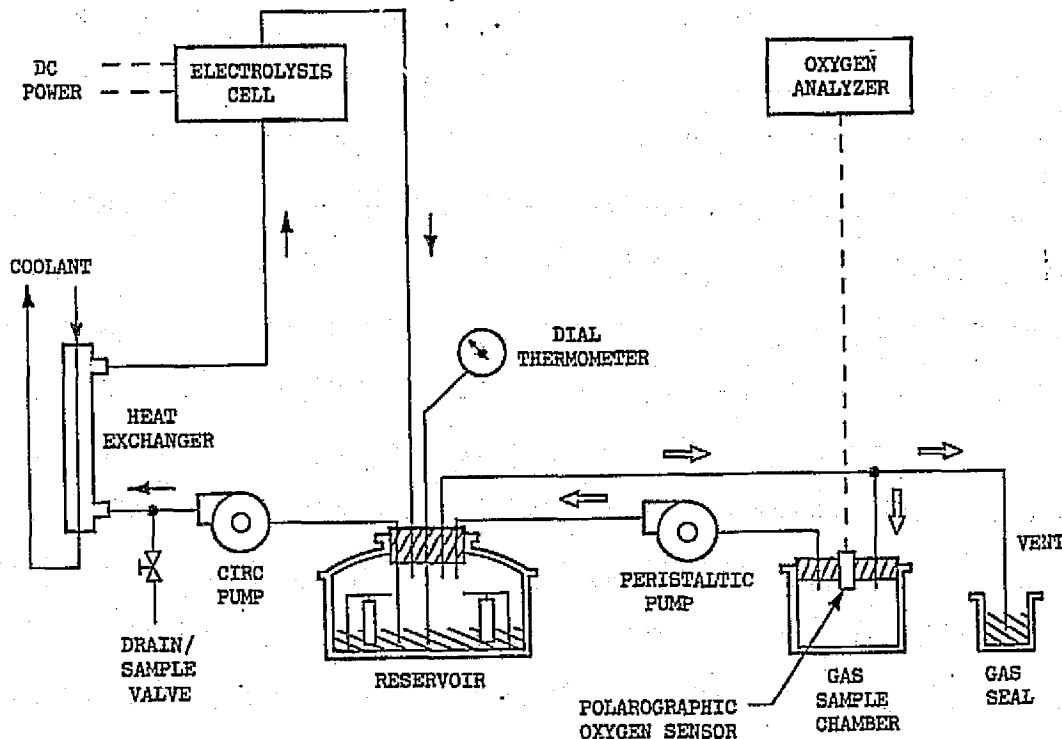 DC
POWER
ELECTROLYSIS
CELL
OXYGEN
ANALYZER
COOLANT
DIAL
THERMOMETER
HEAT
EXCHANGER
CIRC
PUMP
DRAIN/
SAMPLE
VALVE
RESERVOIR
PERISTALTIC
PUMP
VENT
POLAROGRAPHIC
OXYGEN SENSOR
GAS
SAMPLE
CHAMBER
GAS
SEAL